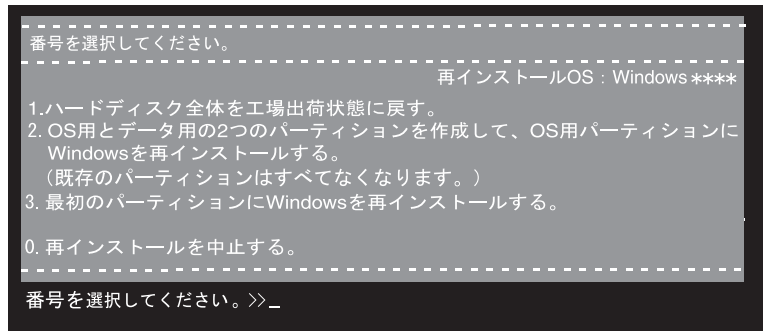 番号を選択してください。
再インストールOS：Windows****
1.ハードディスク全体を工場出荷状態に戻す。
2. OS用とデータ用の2つのパーティションを作成して、OS用パーティションに
Windowsを再インストールする。
（既存のパーティションはすべてなくなります。）
3. 最初のパーティションにWindowsを再インストールする。
0. 再インストールを中止する。
番号を選択してください。>>_